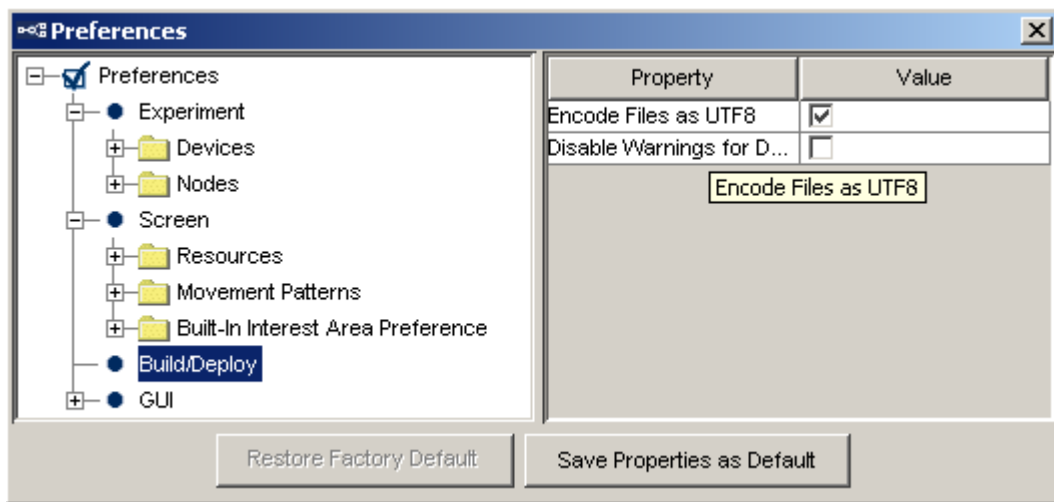 Preferences
Preferences
Experiment
Devices
Nodes
Screen
Resources
Movement Patterns
Built-In Interest Area Preference
Build/Deploy
GUI
Property Value
Encode Files as UTF8
Disable Warnings for D...
Encode Files as UTF8
Restore Factory Default Save Properties as Default